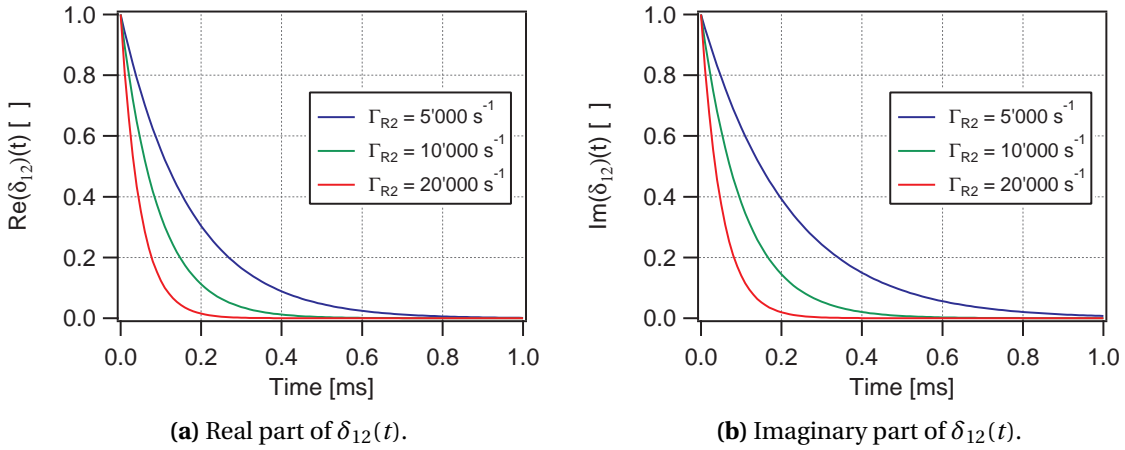 Re(δ₁₂)(t) [ ]
1.0
0.8
0.6
0.4
0.2
0.0
Γ_R2 = 5'000 s⁻¹
Γ_R2 = 10'000 s⁻¹
Γ_R2 = 20'000 s⁻¹
0.0 0.2 0.4 0.6 0.8 1.0
Time [ms]
(a) Real part of δ₁₂(t).
Im(δ₁₂)(t) [ ]
1.0
0.8
0.6
0.4
0.2
0.0
Γ_R2 = 5'000 s⁻¹
Γ_R2 = 10'000 s⁻¹
Γ_R2 = 20'000 s⁻¹
0.0 0.2 0.4 0.6 0.8 1.0
Time [ms]
(b) Imaginary part of δ₁₂(t).